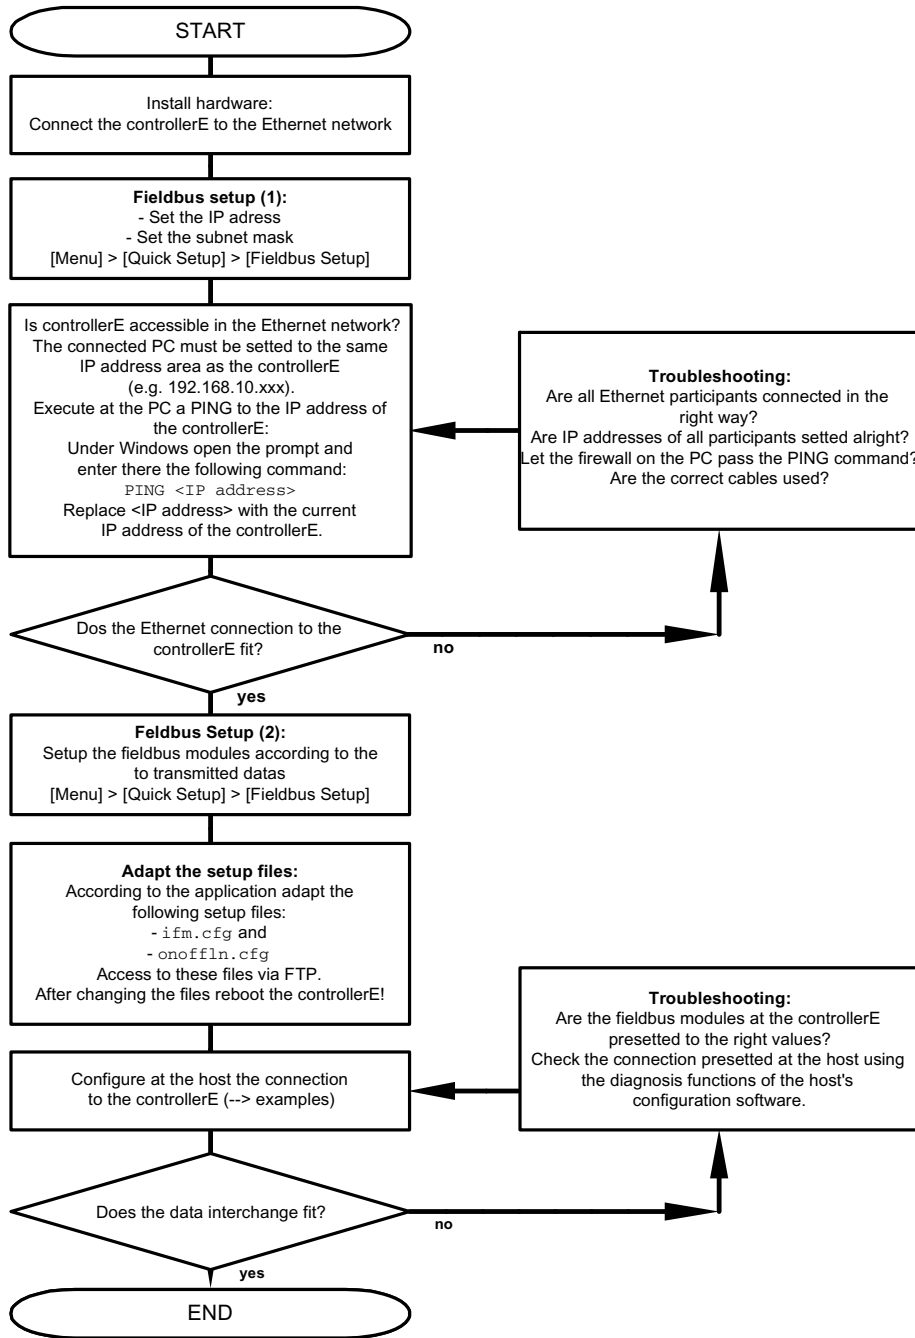 START
Install hardware:
Connect the controllerE to the Ethernet network
Fieldbus setup (1):
- Set the IP adress
- Set the subnet mask
[Menu] > [Quick Setup] > [Fieldbus Setup]
Is controllerE accessible in the Ethernet network?
The connected PC must be setted to the same
IP address area as the controllerE
(e.g. 192.168.10.xxx).
Execute at the PC a PING to the IP address of
the controllerE:
Under Windows open the prompt and
enter there the following command:
PING <IP address>
Replace <IP address> with the current
IP address of the controllerE.
Troubleshooting:
Are all Ethernet participants connected in the
right way?
Are IP addresses of all participants setted alright?
Let the firewall on the PC pass the PING command?
Are the correct cables used?
Dos the Ethernet connection to the
controllerE fit?
no
yes
Feldbus Setup (2):
Setup the fieldbus modules according to the
to transmitted datas
[Menu] > [Quick Setup] > [Fieldbus Setup]
Adapt the setup files:
According to the application adapt the
following setup files:
- ifm.cfg and
- onoffln.cfg
Access to these files via FTP.
After changing the files reboot the controllerE!
Troubleshooting:
Are the fieldbus modules at the controllerE
presetted to the right values?
Check the connection presetted at the host using
the diagnosis functions of the host's
configuration software.
Configure at the host the connection
to the controllerE (--> examples)
Does the data interchange fit?
no
yes
END